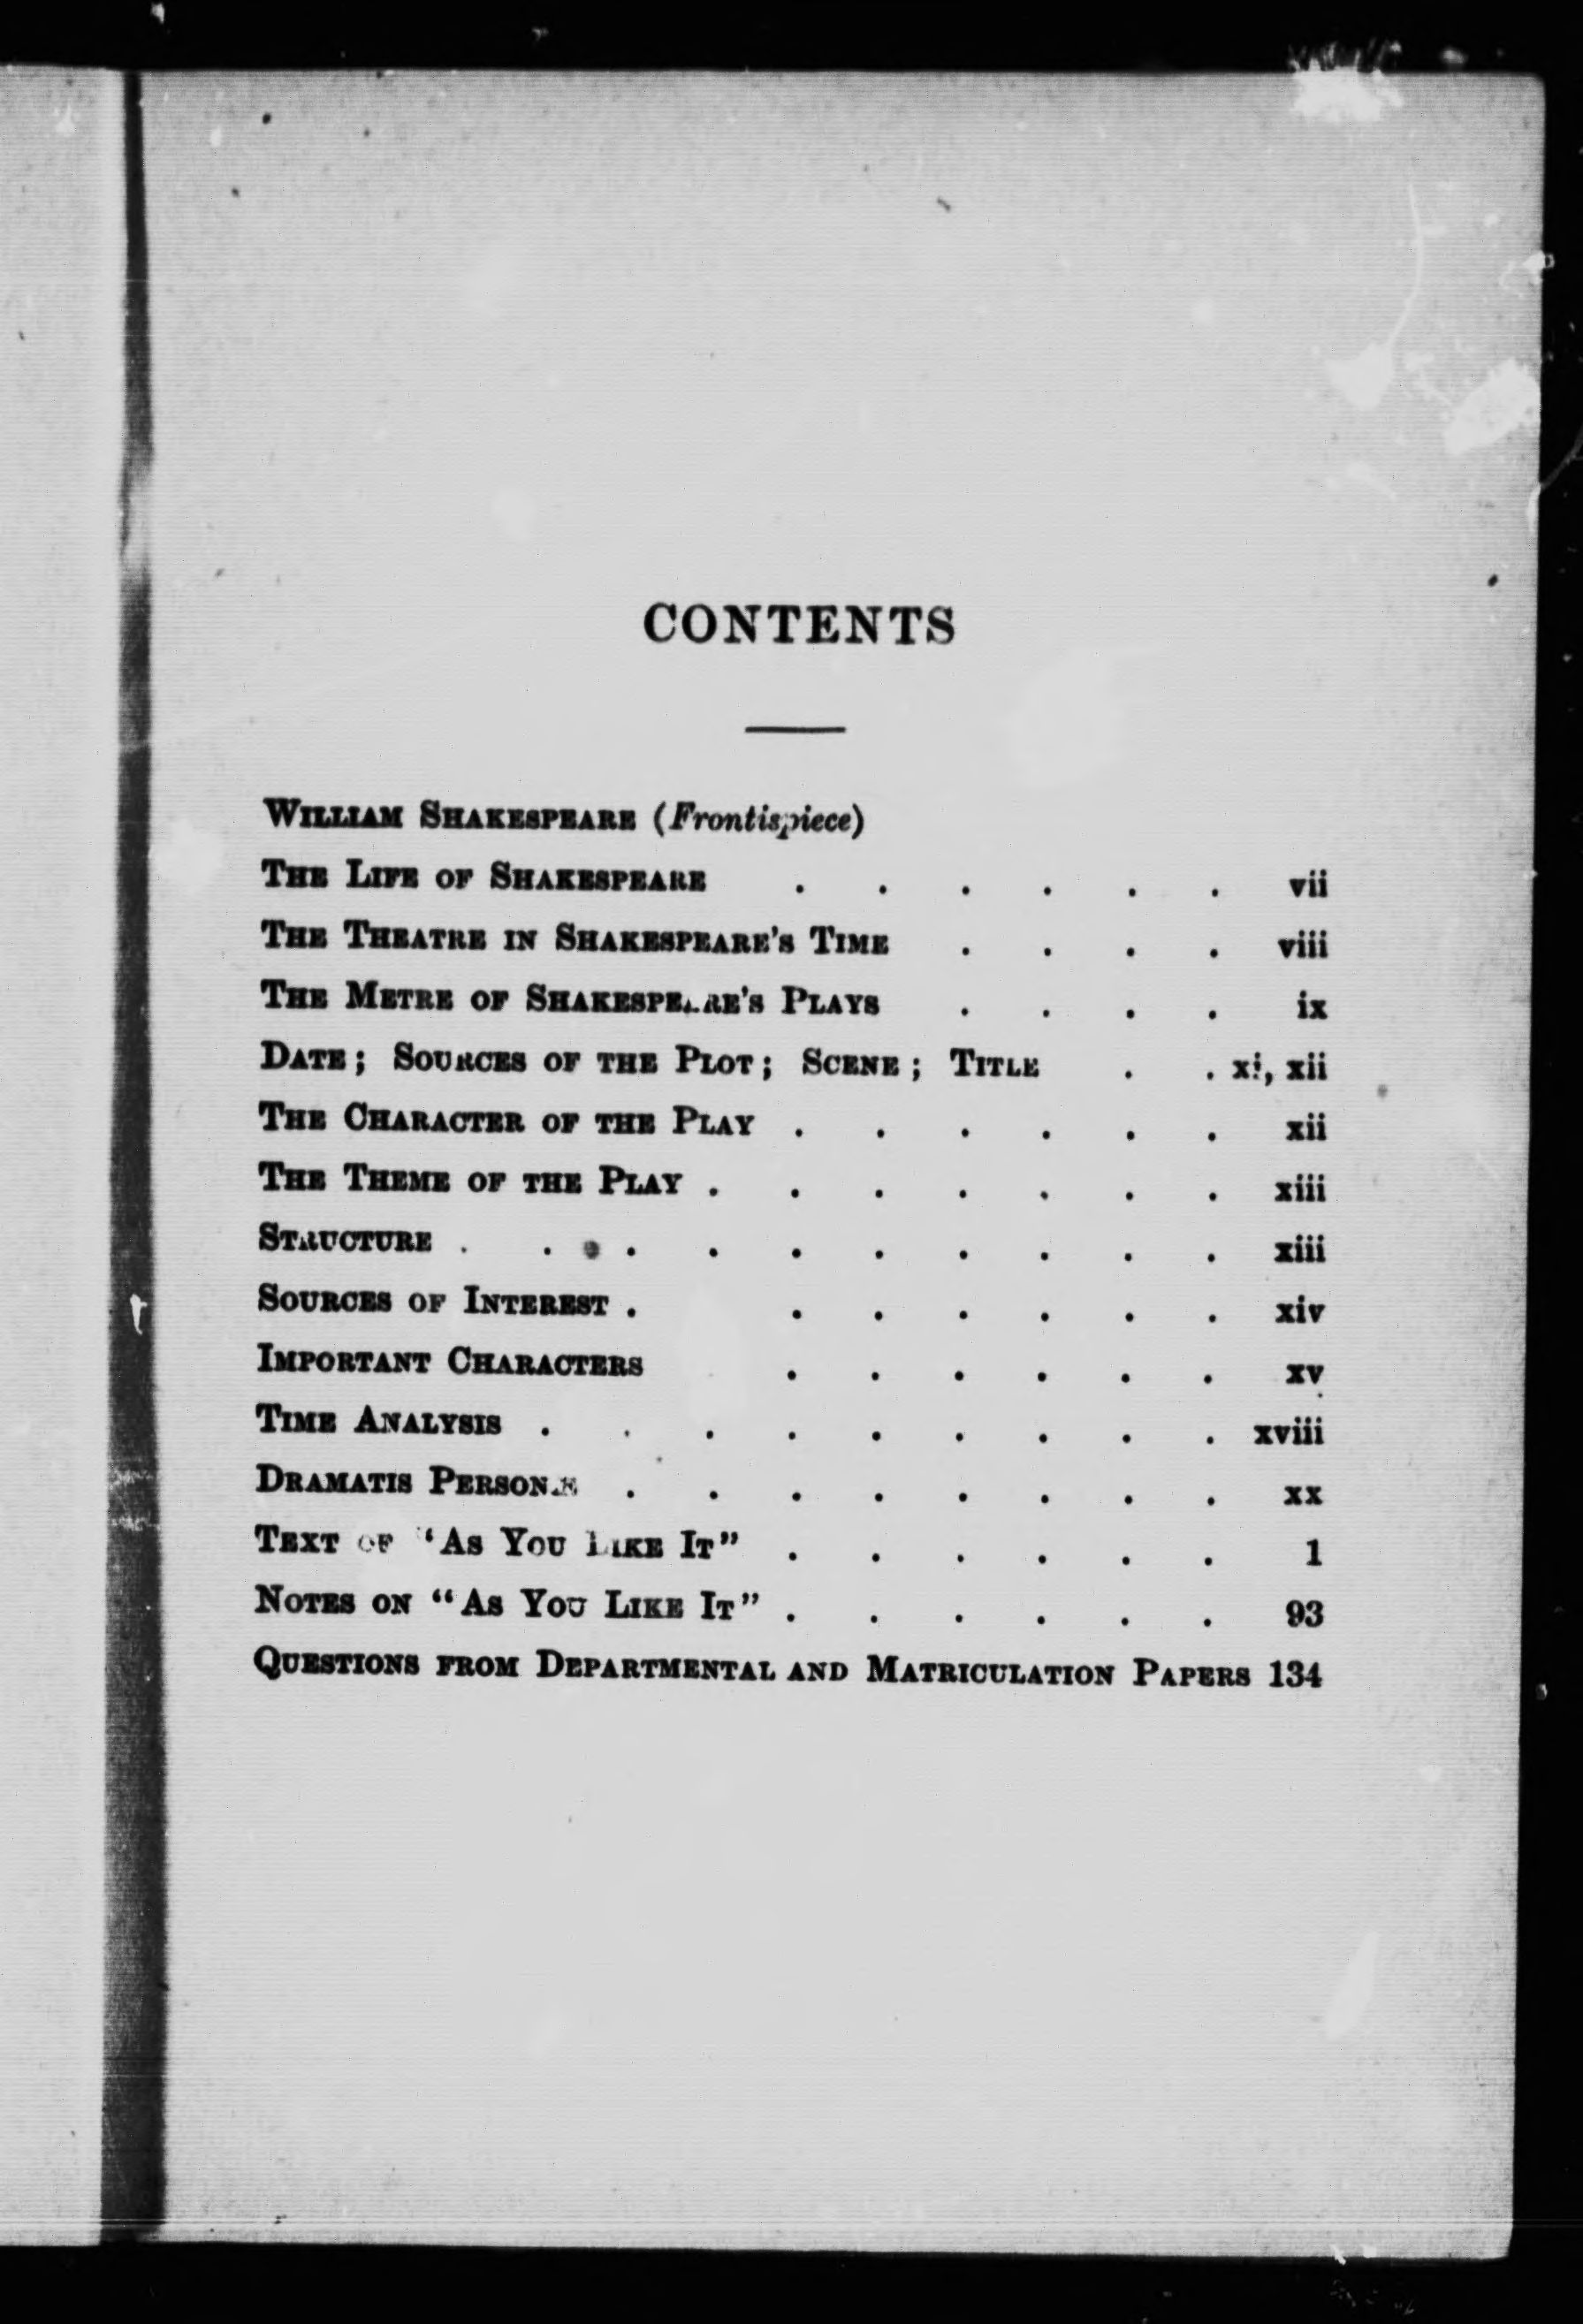 CONTENTS
WILLIAM SHAKESPEARE (Frontispiece)
THE LIFE OF SHAKESPEARE . . . . . . vii
THE THEATRE IN SHAKESPEARE'S TIME . . . . viii
THE METRE OF SHAKESPEARE'S PLAYS . . . . ix
DATE; SOURCES OF THE PLOT; SCENE; TITLE . . xi, xii
THE CHARACTER OF THE PLAY . . . . . . xii
THE THEME OF THE PLAY . . . . . . . xiii
STRUCTURE . . . . . . . . . . xiii
SOURCES OF INTEREST . . . . . . . xiv
IMPORTANT CHARACTERS . . . . . . xv
TIME ANALYSIS . . . . . . . . . xviii
DRAMATIS PERSONÆ . . . . . . . . xx
TEXT OF "AS YOU LIKE IT" . . . . . . 1
NOTES ON "AS YOU LIKE IT" . . . . . . 93
QUESTIONS FROM DEPARTMENTAL AND MATRICULATION PAPERS 134